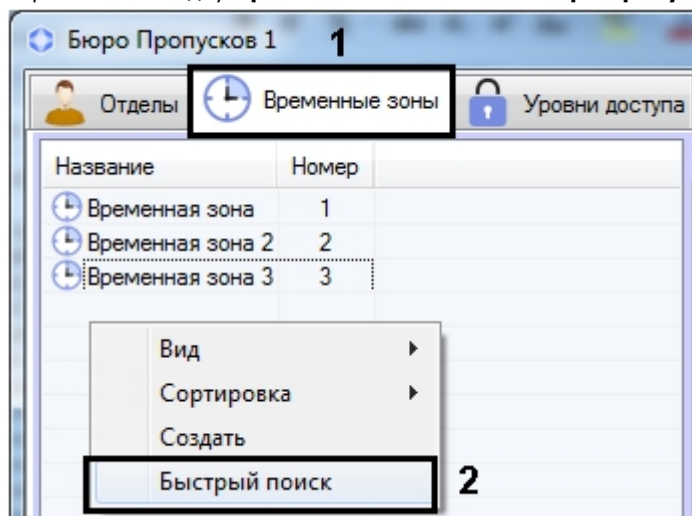 Бюро Пропусков 1
1
Отделы Временные зоны Уровни доступа
Название Номер
Временная зона 1
Временная зона 2 2
Временная зона 3 3
Вид
Сортировка
Создать
Быстрый поиск 2